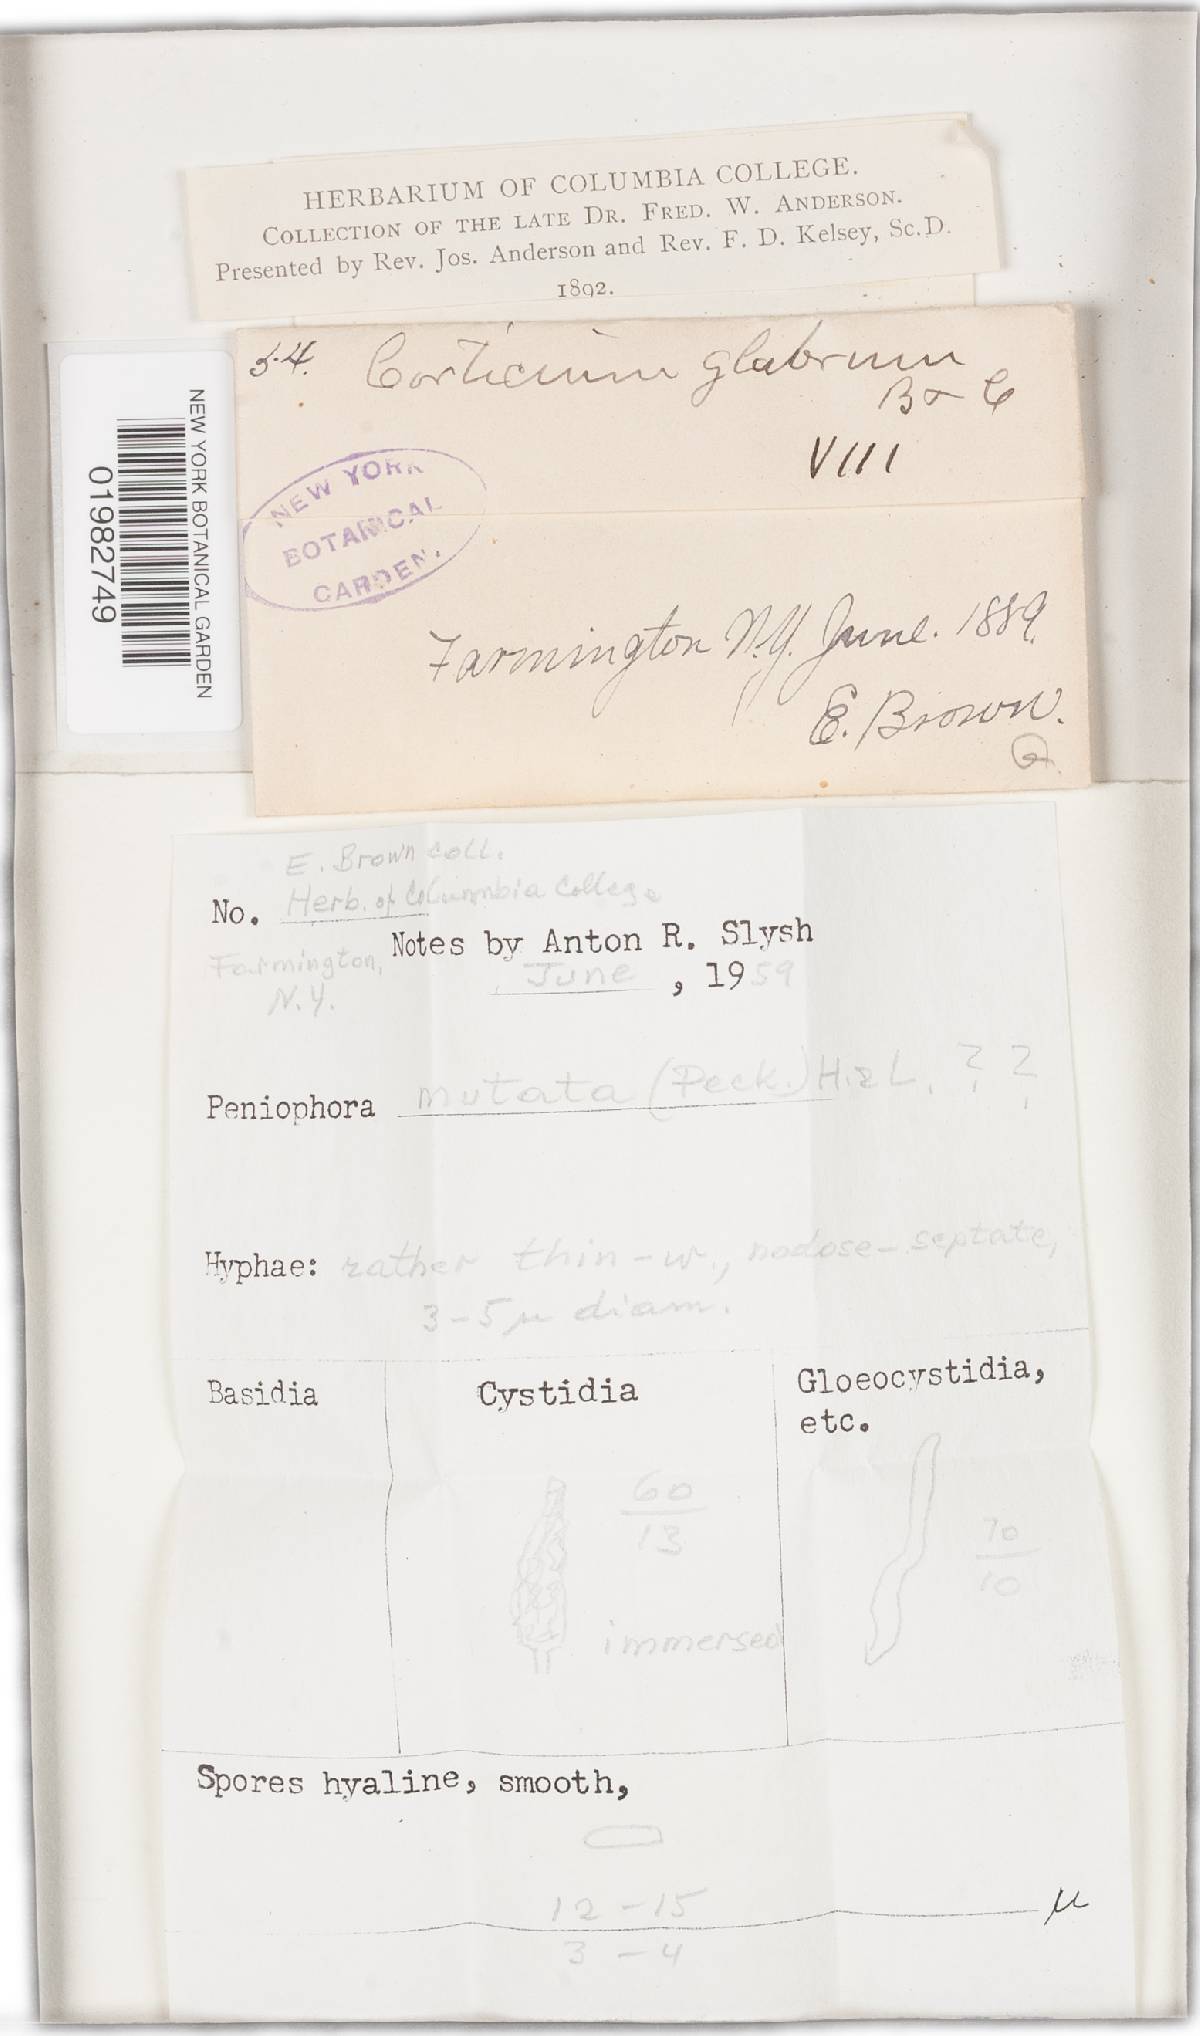 HERBARIUM OF COLUMBIA COLLEGE.
COLLECTION OF THE LATE DR. FRED. W. ANDERSON.
Presented by Rev. Jos. Anderson and Rev. F. D. Kelsey, Sc.D.
1892.
54. Corticium glabrum
B & C
VIII
NEW YORK
BOTANICAL
GARDEN.
NEW YORK BOTANICAL GARDEN
01982749
Farmington N.Y. June. 1889.
E. Brown.
E. Brown coll.
No. Herb. of Columbia College
Notes by Anton R. Slysh
Farmington,
N.Y.
June, 1959
Peniophora mutata (Peck.) H. & L. ? ?
Hyphae: rather thin-w., nodose-septate,
3-5 μ diam.
Basidia
Cystidia
Gloeocystidia,
etc.
60
13
immersed
70
10
Spores hyaline, smooth,
12-15
μ
3-4